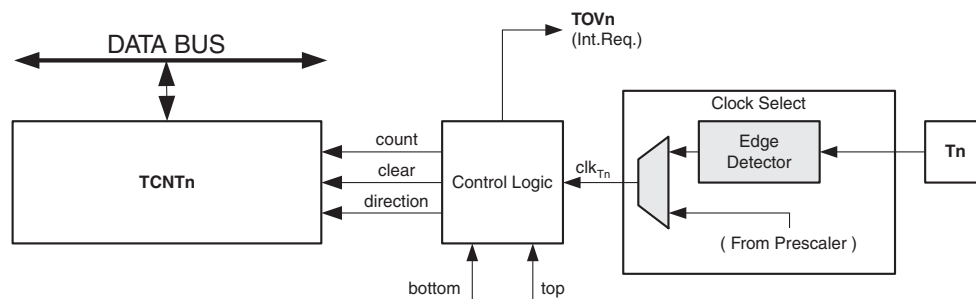 TOVn
(Int.Req.)
DATA BUS
Clock Select
count
Edge
Detector
Tn
TCNTn
clear
Control Logic
clkTn
direction
( From Prescaler )
bottom
top